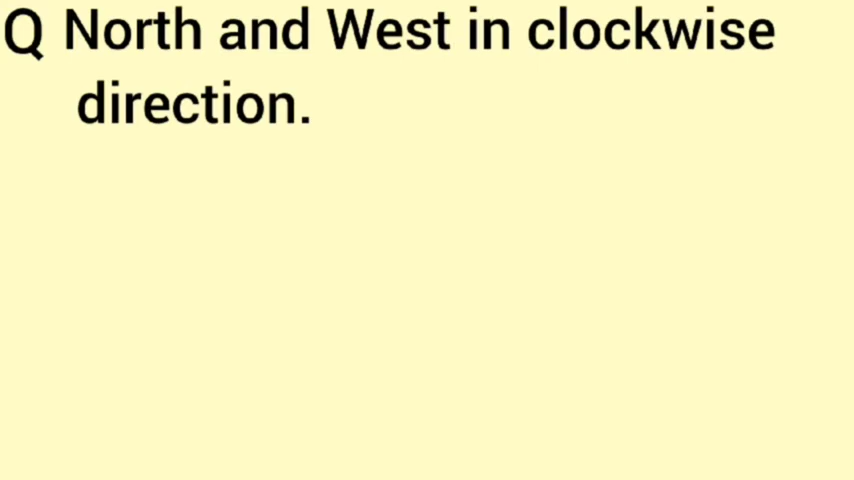 Q North and West in clockwise
direction.